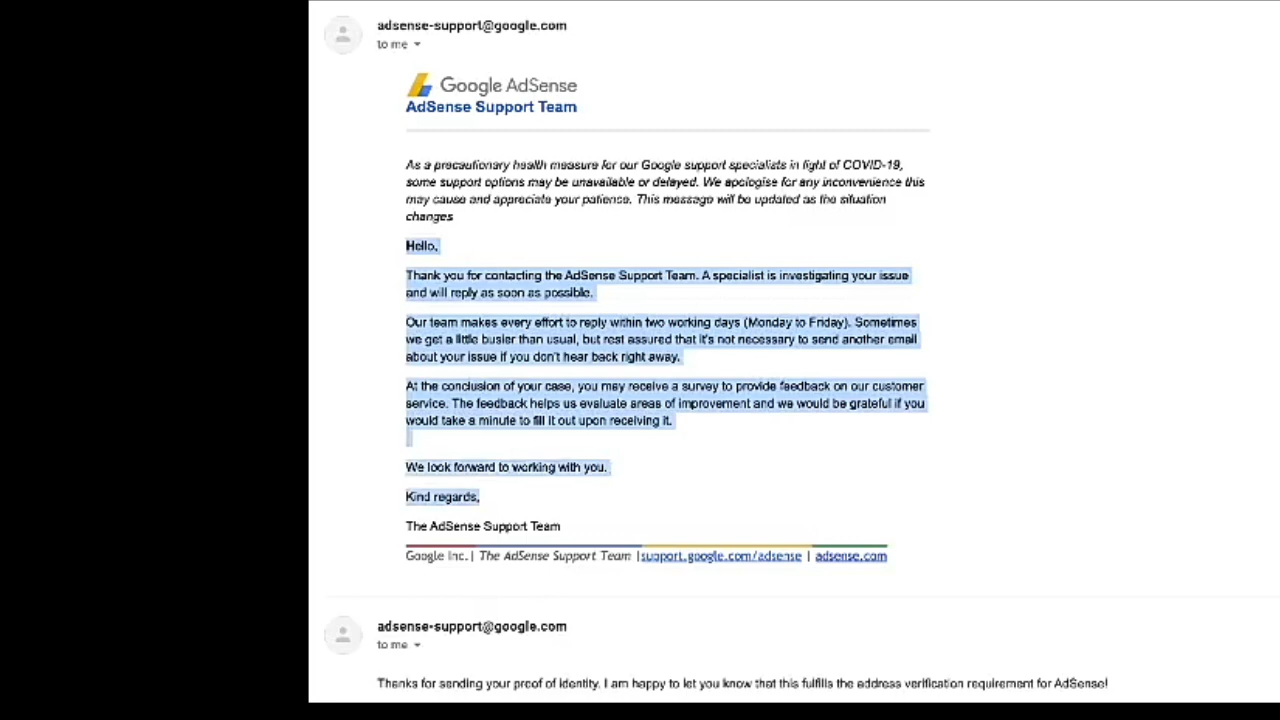 adsense-support@google.com
to me
Google AdSense
AdSense Support Team
As a precautionary health measure for our Google support specialists in light of COVID-19,
some support options may be unavailable or delayed. We apologise for any inconvenience this
may cause and appreciate your patience. This message will be updated as the situation
changes
Hello,
Thank you for contacting the AdSense Support Team. A specialist is investigating your issue
and will reply as soon as possible.
Our team makes every effort to reply within two working days (Monday to Friday). Sometimes
we get a little busier than usual, but rest assured that it's not necessary to send another email
about your issue if you don't hear back right away.
At the conclusion of your case, you may receive a survey to provide feedback on our customer
service. The feedback helps us evaluate areas of improvement and we would be grateful if you
would take a minute to fill it out upon receiving it.
We look forward to working with you.
Kind regards,
The AdSense Support Team
Google Inc. | The AdSense Support Team |support.google.com/adsense | adsense.com
adsense-support@google.com
to me
Thanks for sending your proof of identity. I am happy to let you know that this fulfills the address verification requirement for AdSense!